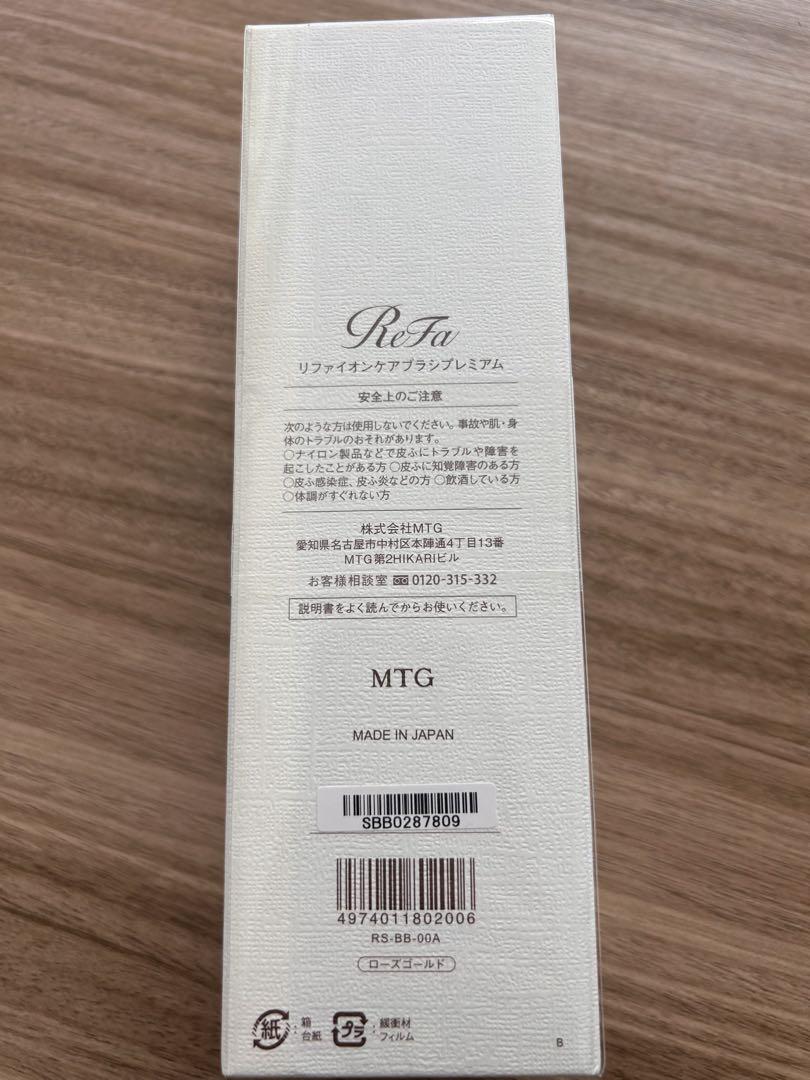 ReFa
リファイオンケアブラシプレミアム
安全上のご注意
次のような方は使用しないでください。事故や肌・身
体のトラブルのおそれがあります。
○ナイロン製品などで皮ふにトラブルや障害を
起こしたことがある方 ○皮ふに知覚障害のある方
○皮ふ感染症、皮ふ炎などの方 ○飲酒している方
○体調がすぐれない方
株式会社MTG
愛知県名古屋市中村区本陣通4丁目13番
MTG第2HIKARIビル
お客様相談室 0120-315-332
説明書をよく読んでからお使いください。
MTG
MADE IN JAPAN
SBB0287809
4974011802006
RS-BB-00A
ローズゴールド
紙 : 箱 プラ : 緩衝材
台紙 フィルム
B